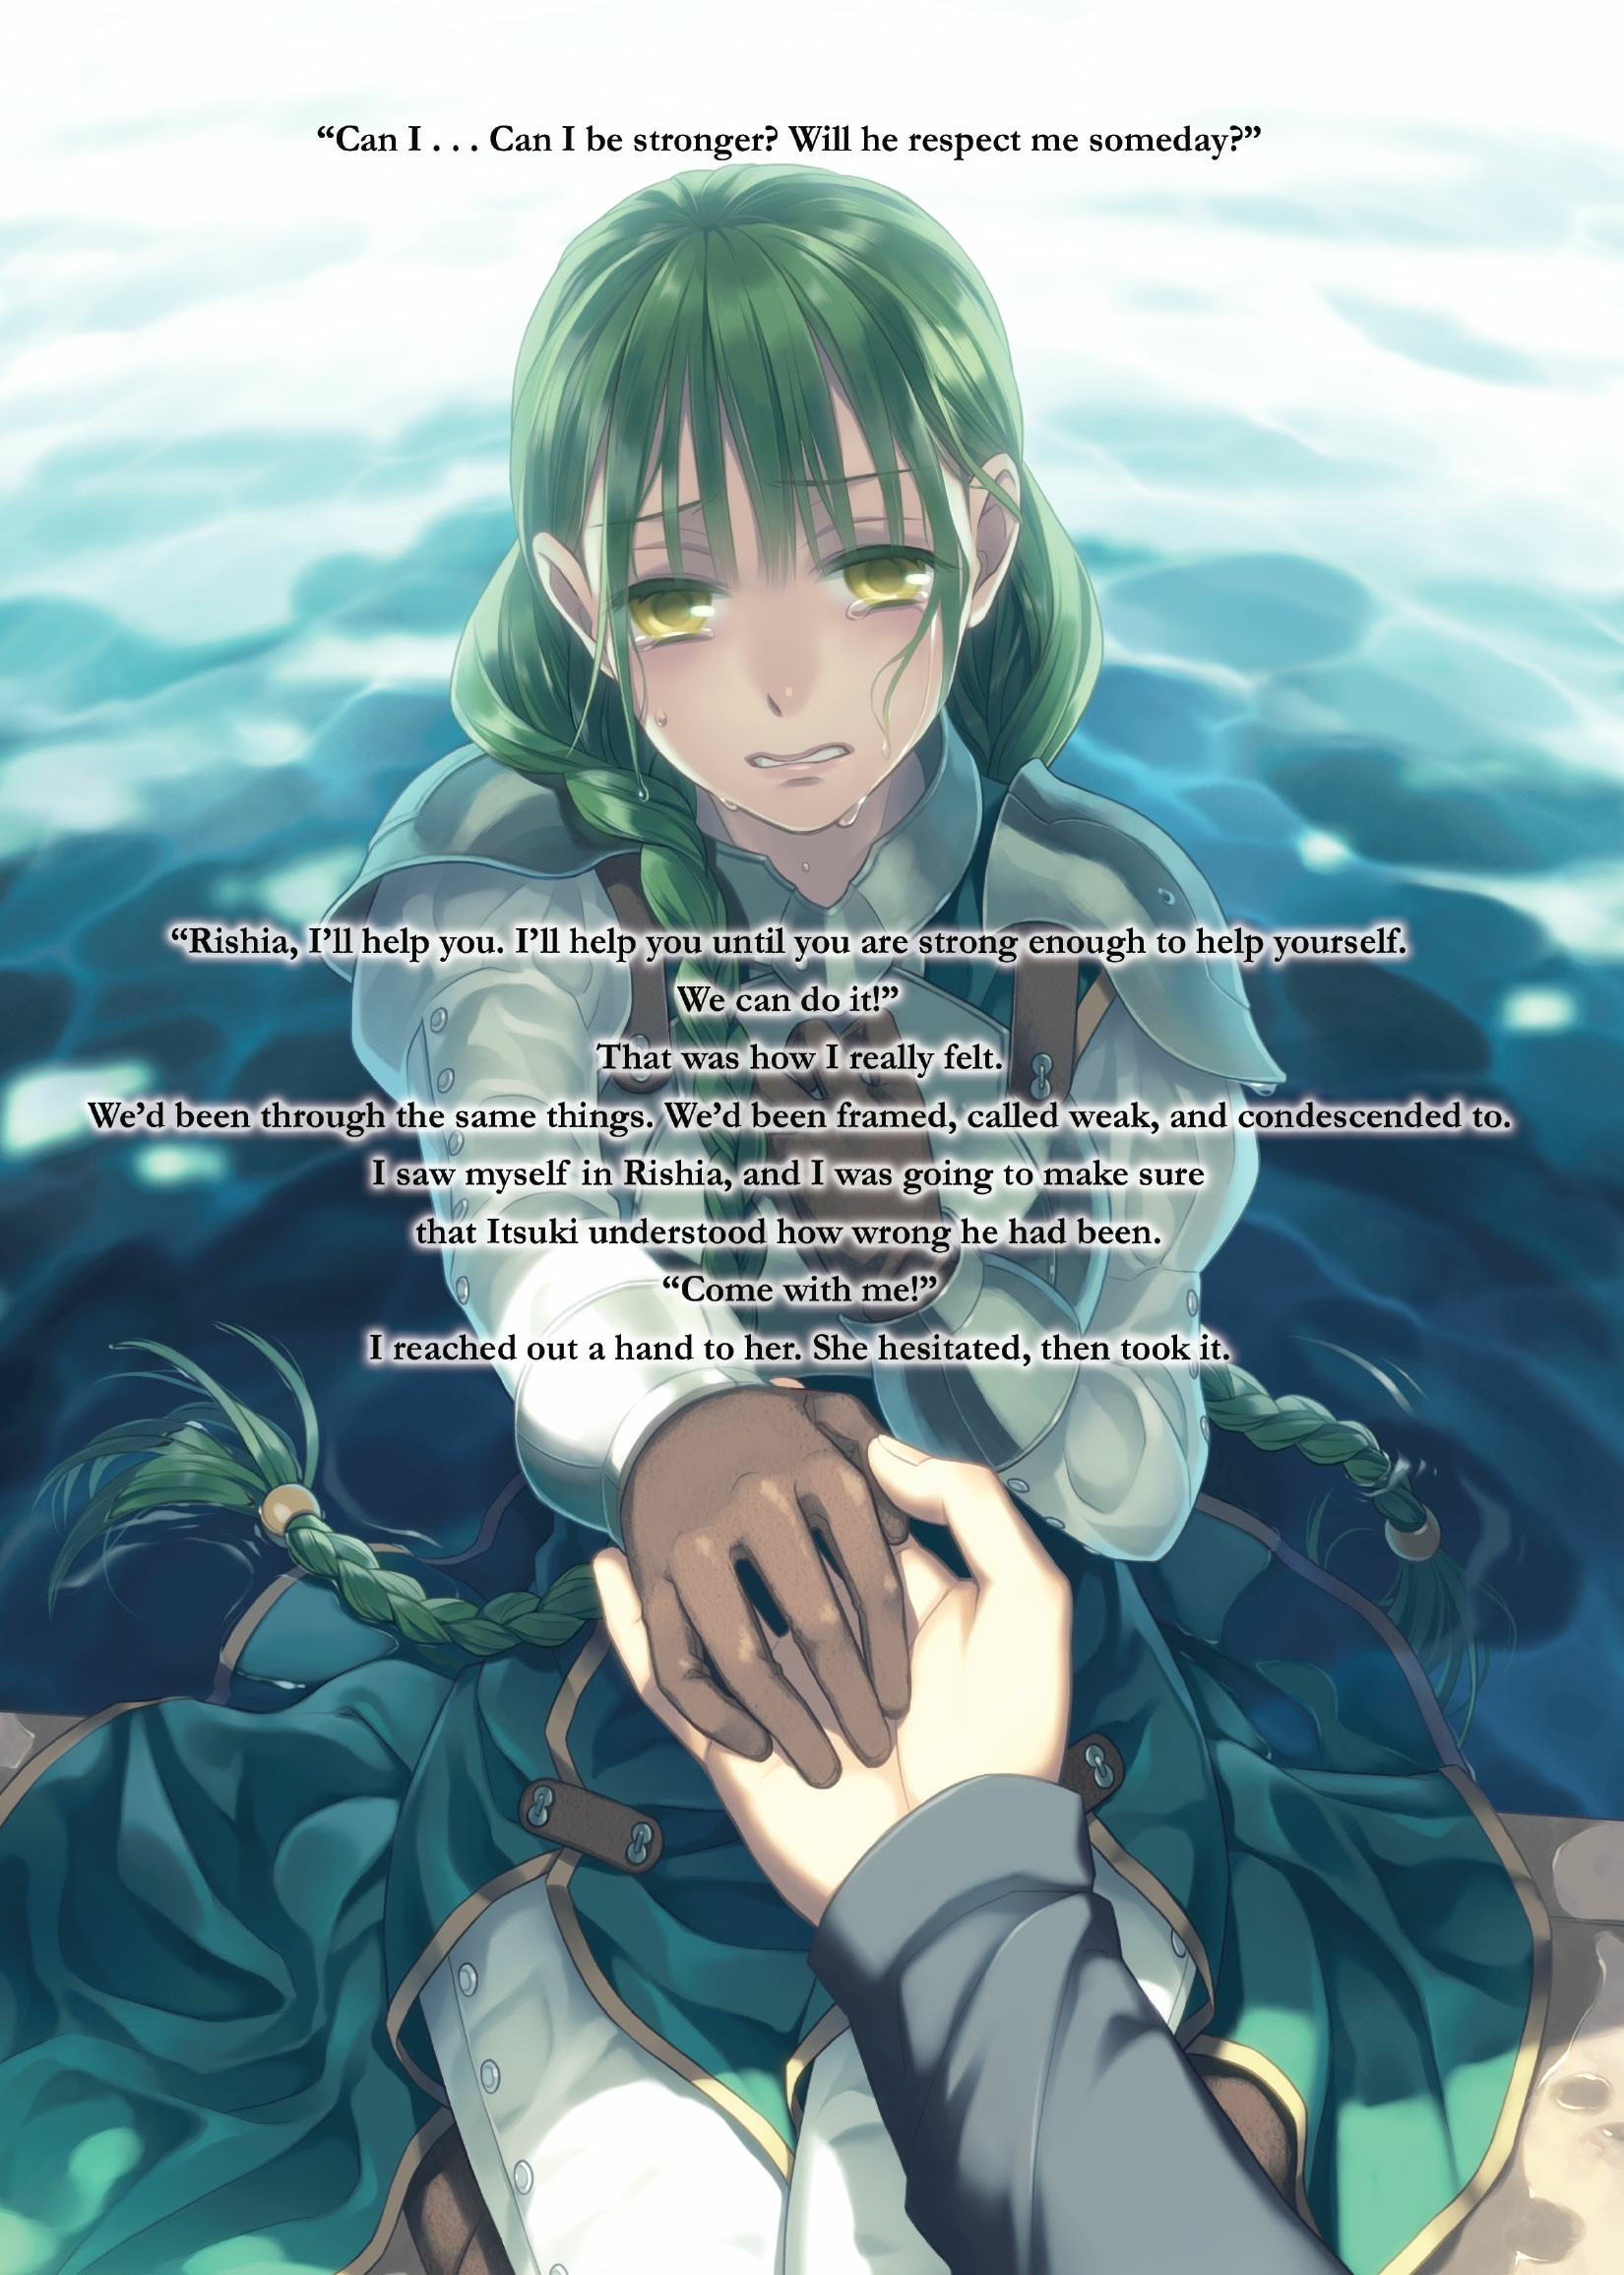 “Can I . . . Can I be stronger? Will he respect me someday?”
“Rishia, I’ll help you. I’ll help you until you are strong enough to help yourself.
We can do it!”
That was how I really felt.
We’d been through the same things. We’d been framed, called weak, and condescended to.
I saw myself in Rishia, and I was going to make sure
that Itsuki understood how wrong he had been.
“Come with me!”
I reached out a hand to her. She hesitated, then took it.